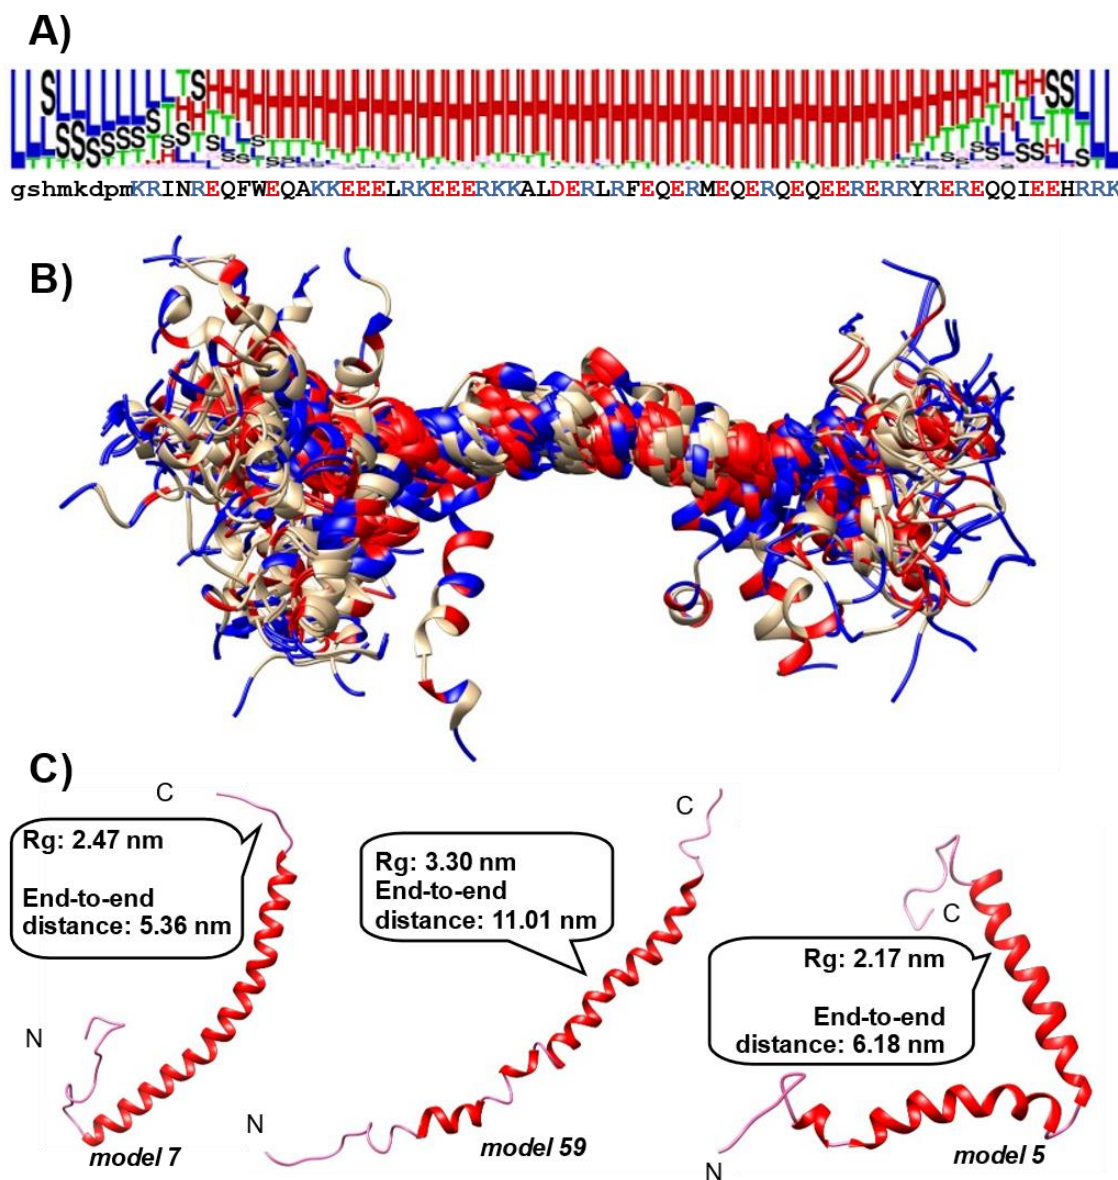 A)
gshmkdpmKRINREQFWEQAKKEEELRKEEERKKALDERLRFEQERMEQERQEQEERERRYREREQQIEEHRRK
B)
C)
C
Rg: 2.47 nm
End-to-end
distance: 5.36 nm
N
model 7
C
Rg: 3.30 nm
End-to-end
distance: 11.01 nm
N
model 59
C
Rg: 2.17 nm
End-to-end
distance: 6.18 nm
N
model 5